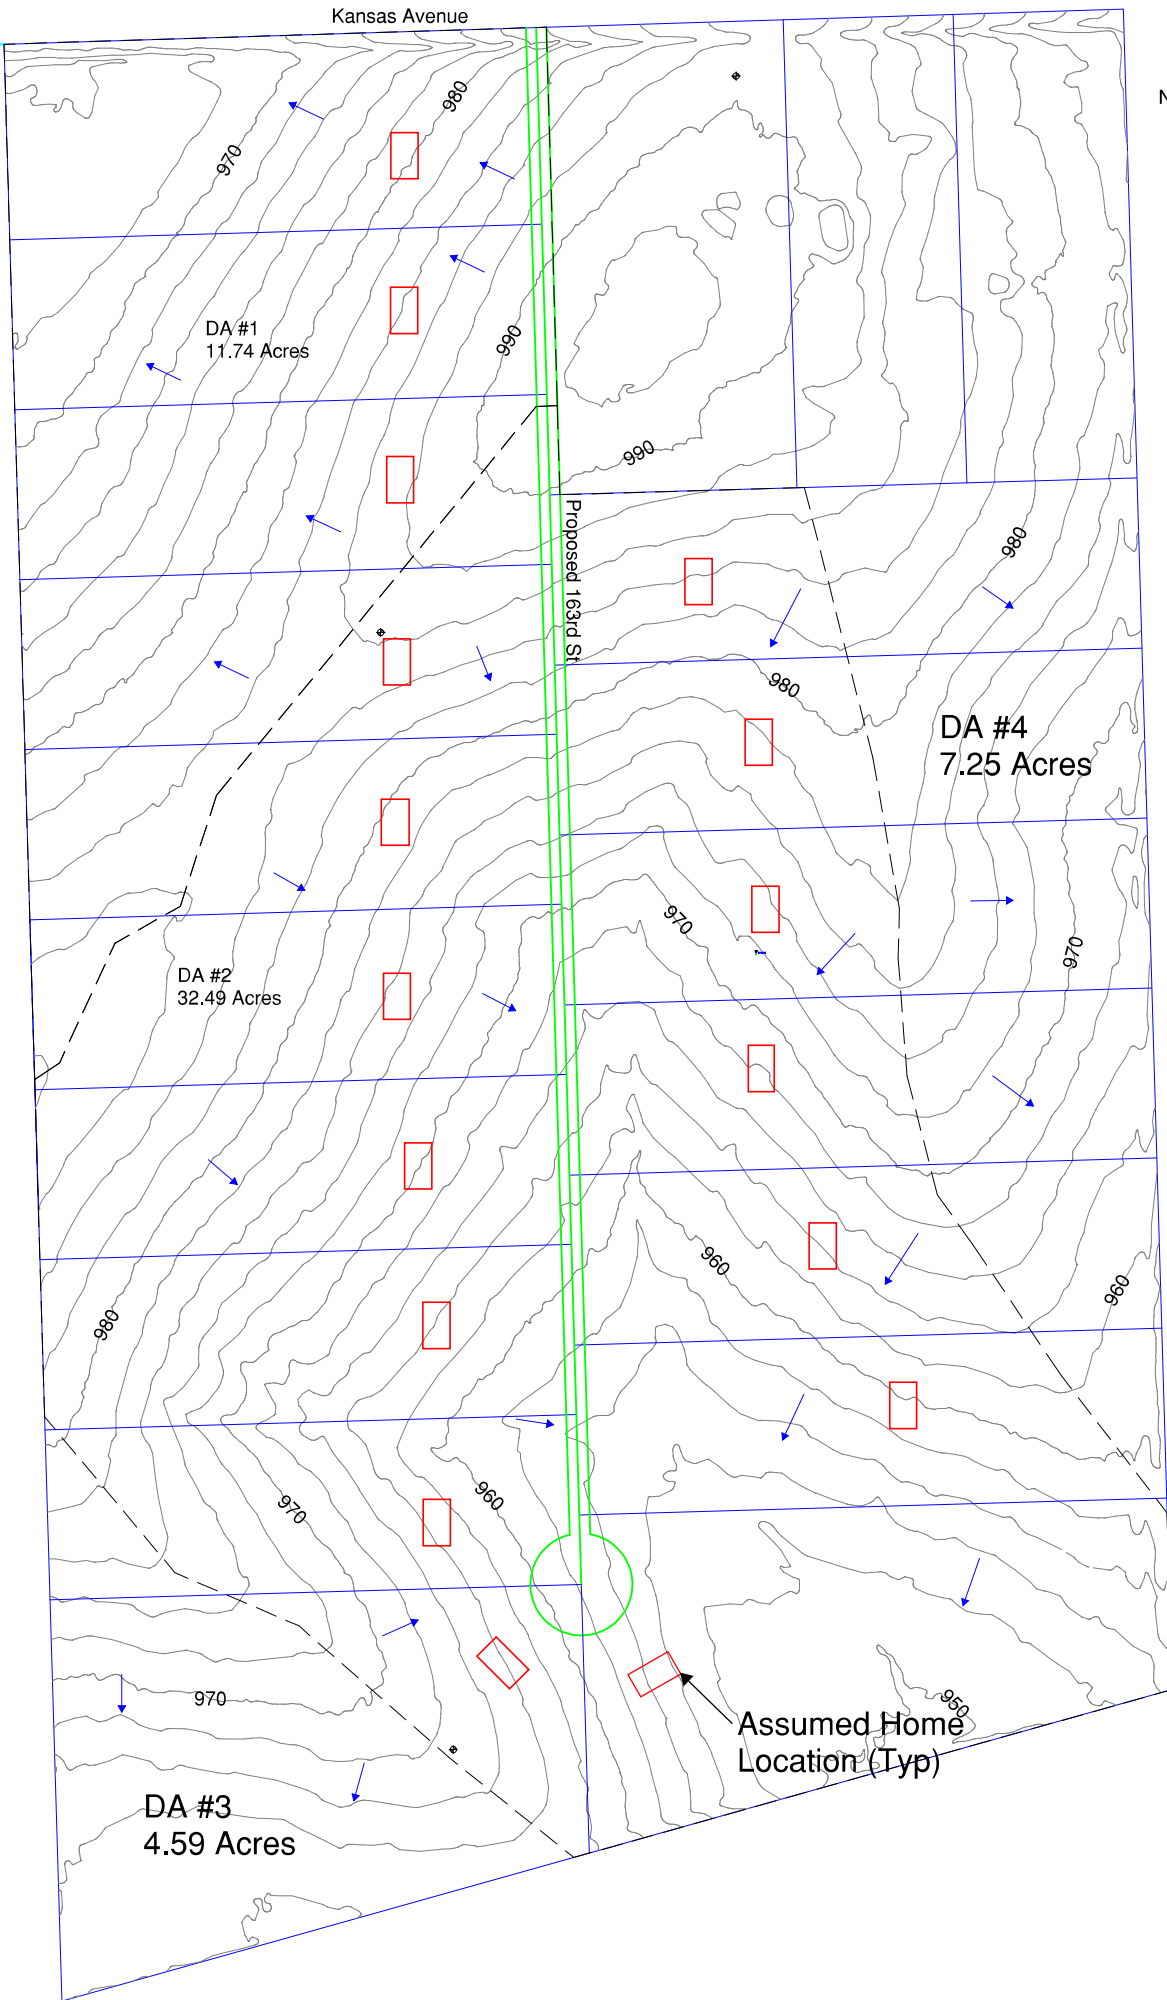 Kansas Avenue
N
980
970
DA #1
11.74 Acres
990
990
Proposed 163rd St
980
980
DA #4
7.25 Acres
970
970
DA #2
32.49 Acres
960
960
980
960
970
970
950
Assumed Home
Location (Typ)
DA #3
4.59 Acres